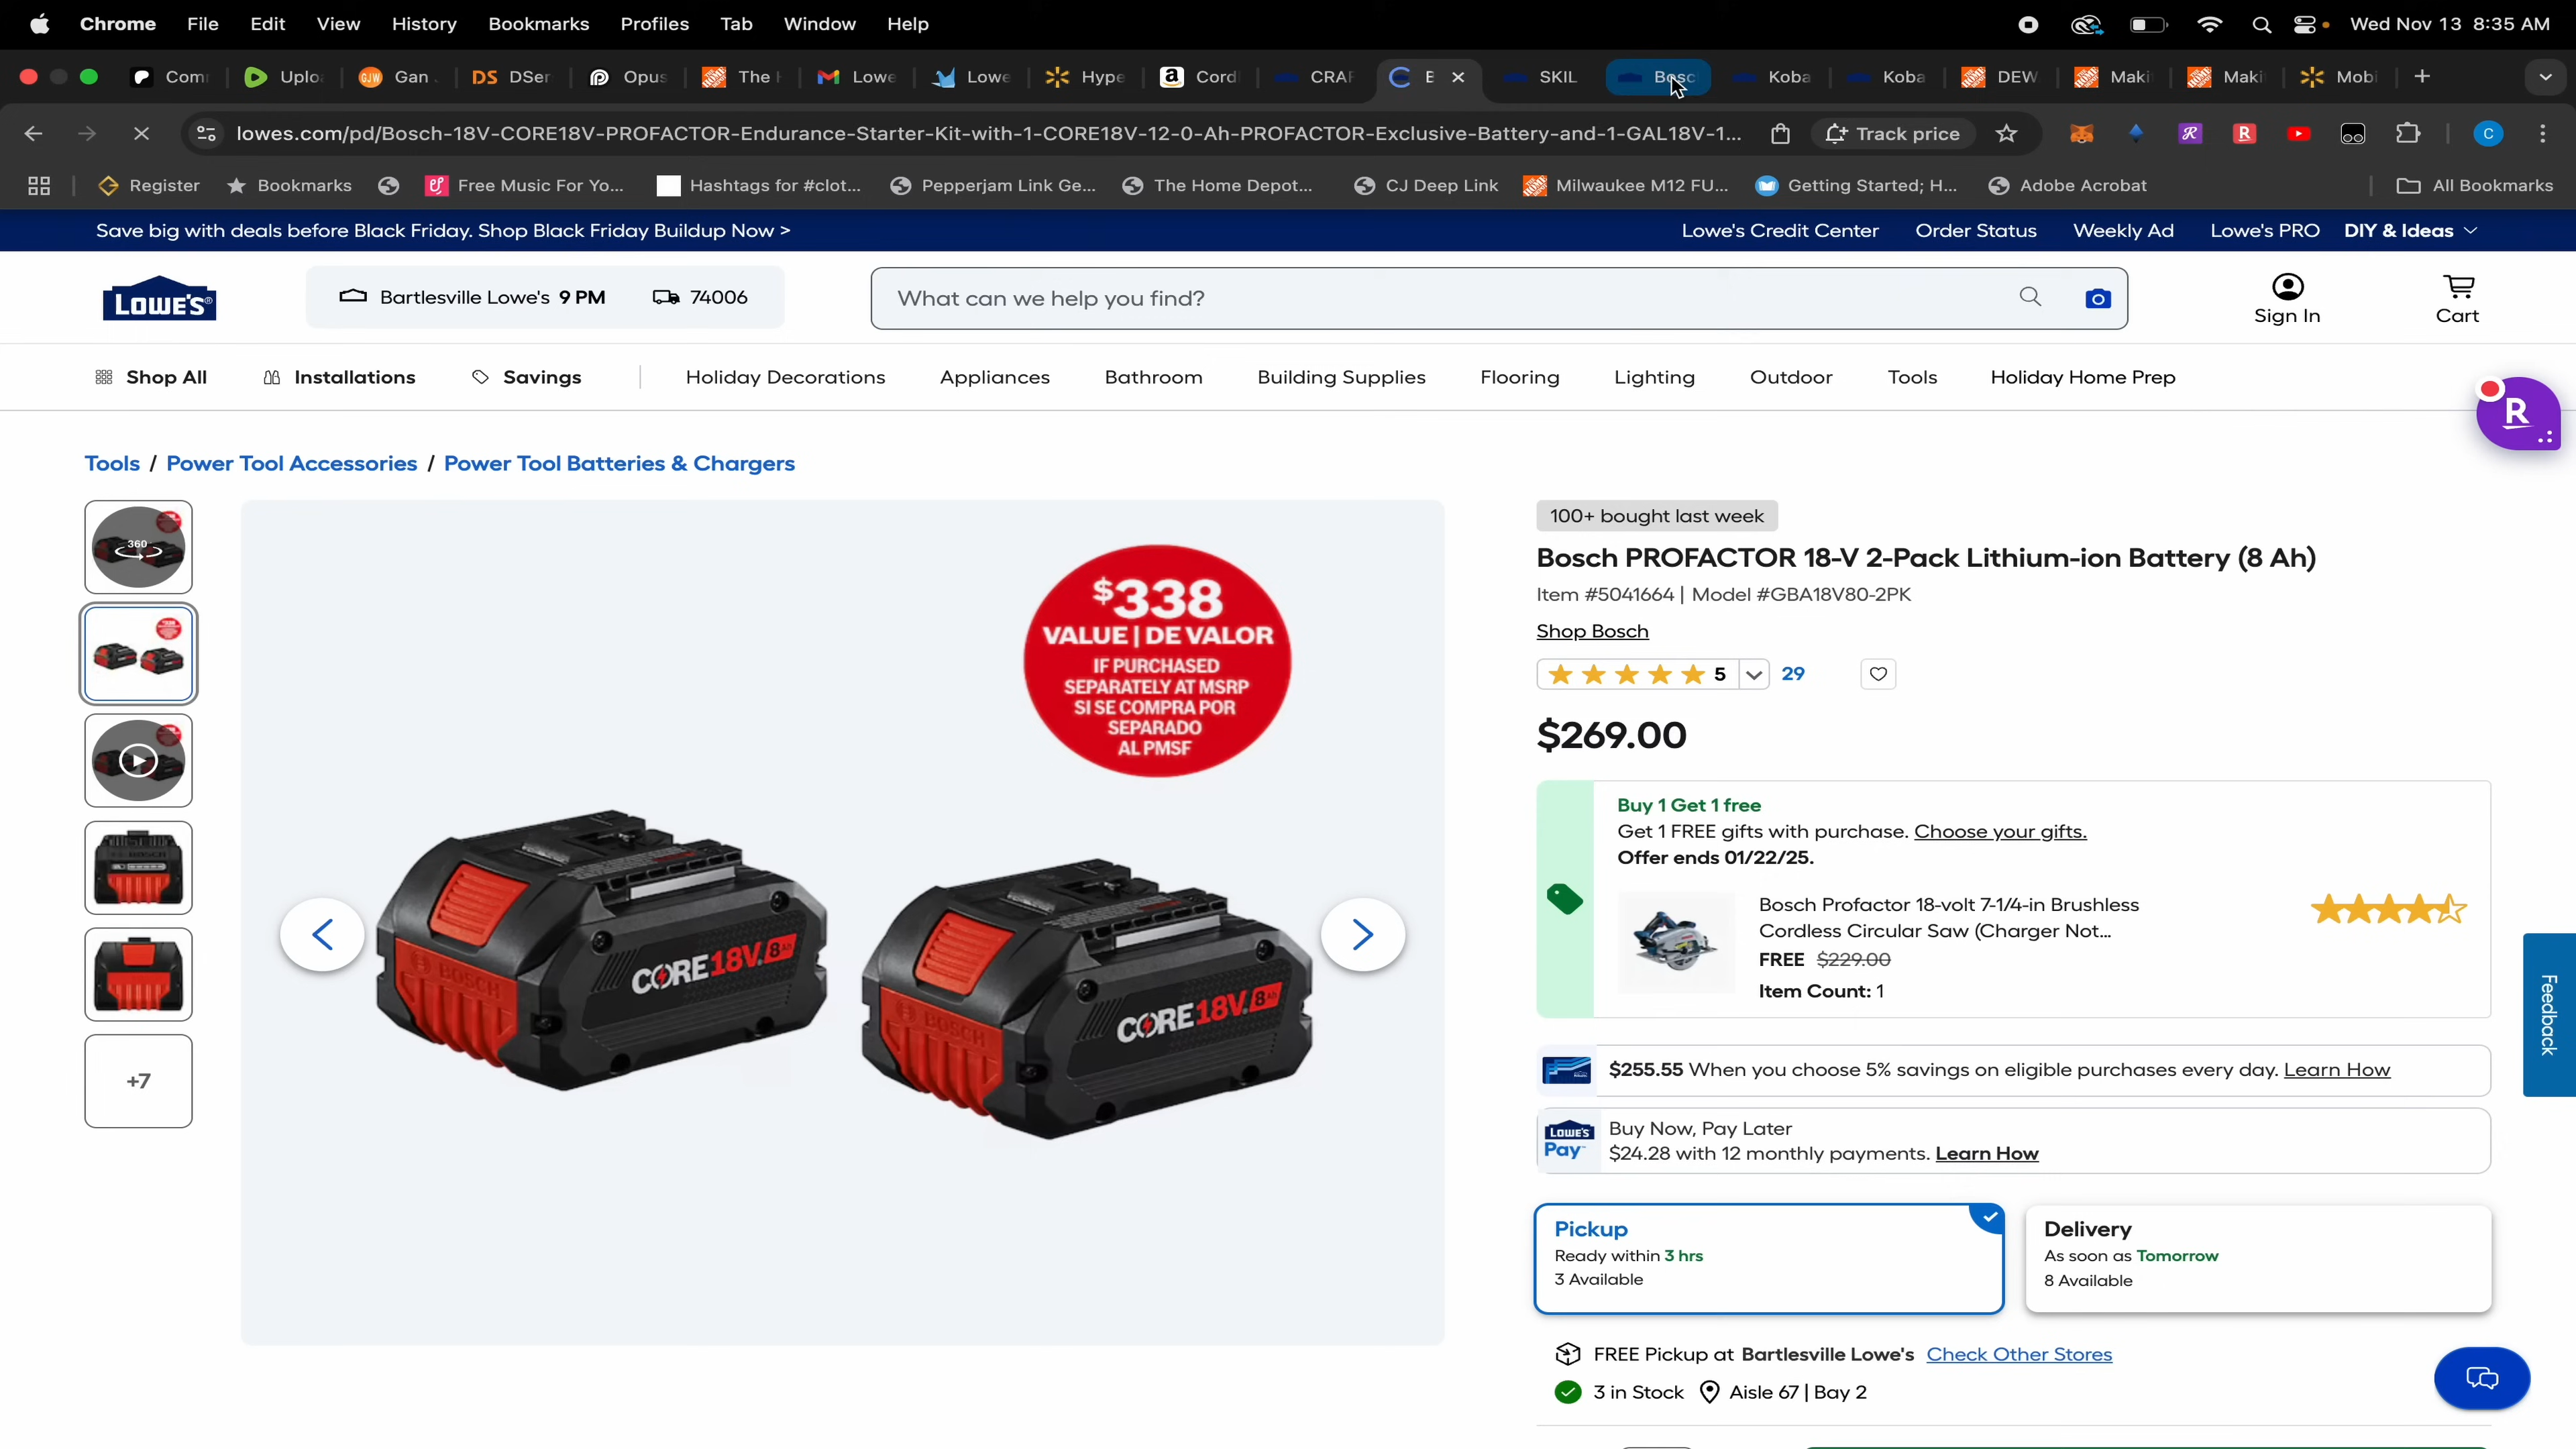 Chrome File Edit View History Bookmarks Profiles Tab Window Help Wed Nov 13 8:35 AM
Com Uplo GJW Gan DS DSer Opus The Lowe Lowe Hype Cord CRAF B SKIL Bosc Koba Koba DEW Maki Maki Mobi
lowes.com/pd/Bosch-18V-CORE18V-PROFACTOR-Endurance-Starter-Kit-with-1-CORE18V-12-0-Ah-PROFACTOR-Exclusive-Battery-and-1-GAL18V-1... Track price C
Register Bookmarks Free Music For Yo... Hashtags for #clot... Pepperjam Link Ge... The Home Depot... CJ Deep Link Milwaukee M12 FU... Getting Started; H... Adobe Acrobat All Bookmarks
Save big with deals before Black Friday. Shop Black Friday Buildup Now > Lowe's Credit Center Order Status Weekly Ad Lowe's PRO DIY & Ideas
LOWE'S Bartlesville Lowe's 9 PM 74006 What can we help you find? Sign In Cart
Shop All Installations Savings Holiday Decorations Appliances Bathroom Building Supplies Flooring Lighting Outdoor Tools Holiday Home Prep
R
Tools / Power Tool Accessories / Power Tool Batteries & Chargers
360
+7
$338
VALUE | DE VALOR
IF PURCHASED
SEPARATELY AT MSRP
SI SE COMPRA POR
SEPARADO
AL PMSF
BOSCH CORE18V. 8Ah
BOSCH CORE18V. 8Ah
100+ bought last week
Bosch PROFACTOR 18-V 2-Pack Lithium-ion Battery (8 Ah)
Item #5041664 | Model #GBA18V80-2PK
Shop Bosch
5 29
$269.00
Buy 1 Get 1 free
Get 1 FREE gifts with purchase. Choose your gifts.
Offer ends 01/22/25.
Bosch Profactor 18-volt 7-1/4-in Brushless
Cordless Circular Saw (Charger Not...
FREE $229.00
Item Count: 1
$255.55 When you choose 5% savings on eligible purchases every day. Learn How
LOWE'S Pay
Buy Now, Pay Later
$24.28 with 12 monthly payments. Learn How
Pickup
Ready within 3 hrs
3 Available
Delivery
As soon as Tomorrow
8 Available
FREE Pickup at Bartlesville Lowe's Check Other Stores
3 in Stock Aisle 67 | Bay 2
Feedback